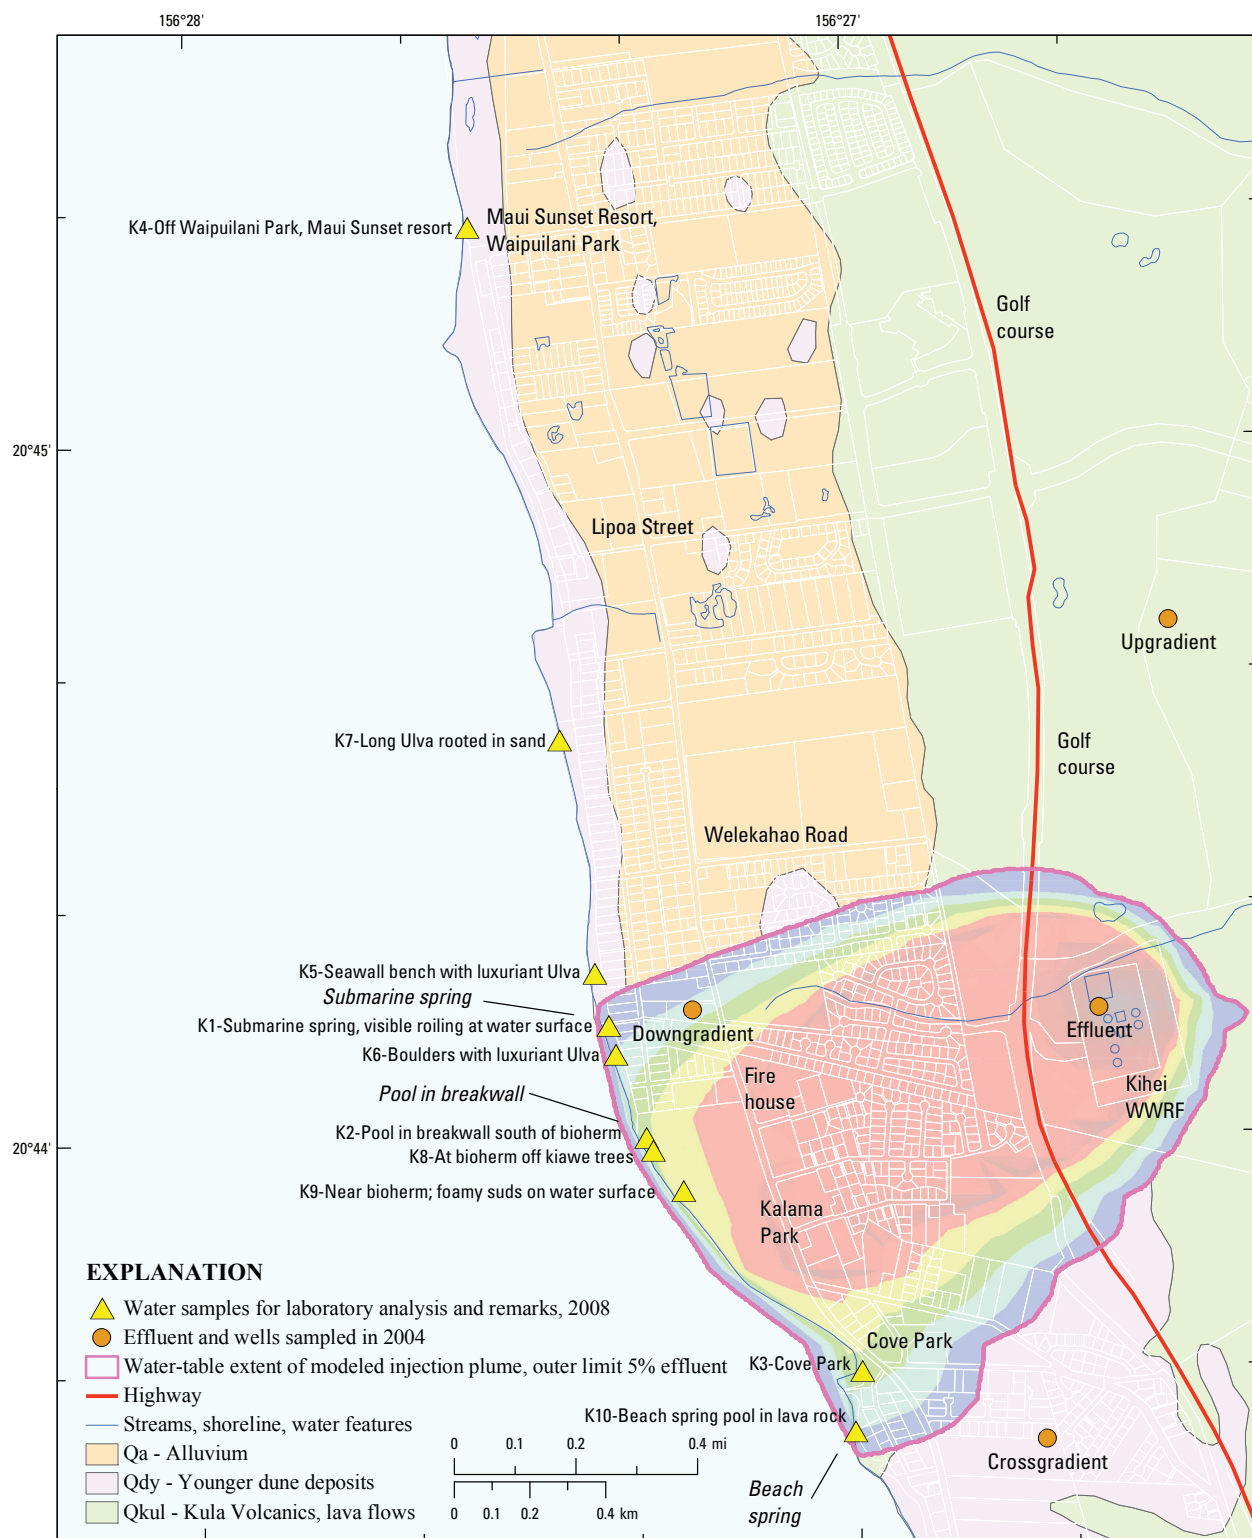 156°28'
156°27'
K4-Off Waipuilani Park, Maui Sunset resort
Maui Sunset Resort,
Waipuilani Park
Golf
course
20°45'
Lipoa Street
Upgradient
K7-Long Ulva rooted in sand
Golf
course
Welekahao Road
K5-Seawall bench with luxuriant Ulva
Submarine spring
K1-Submarine spring, visible roiling at water surface
Downgradient
Effluent
K6-Boulders with luxuriant Ulva
Fire
house
Kihei
WWRF
Pool in breakwall
20°44'
K2-Pool in breakwall south of bioherm
K8-At bioherm off kiawe trees
K9-Near bioherm; foamy suds on water surface
Kalama
Park
EXPLANATION
Water samples for laboratory analysis and remarks, 2008
Effluent and wells sampled in 2004
Water-table extent of modeled injection plume, outer limit 5% effluent
Highway
Streams, shoreline, water features
Qa - Alluvium
Qdy - Younger dune deposits
Qkul - Kula Volcanics, lava flows
Cove Park
K3-Cove Park
K10-Beach spring pool in lava rock
0 0.1 0.2 0.4 mi
0 0.1 0.2 0.4 km
Crossgradient
Beach
spring